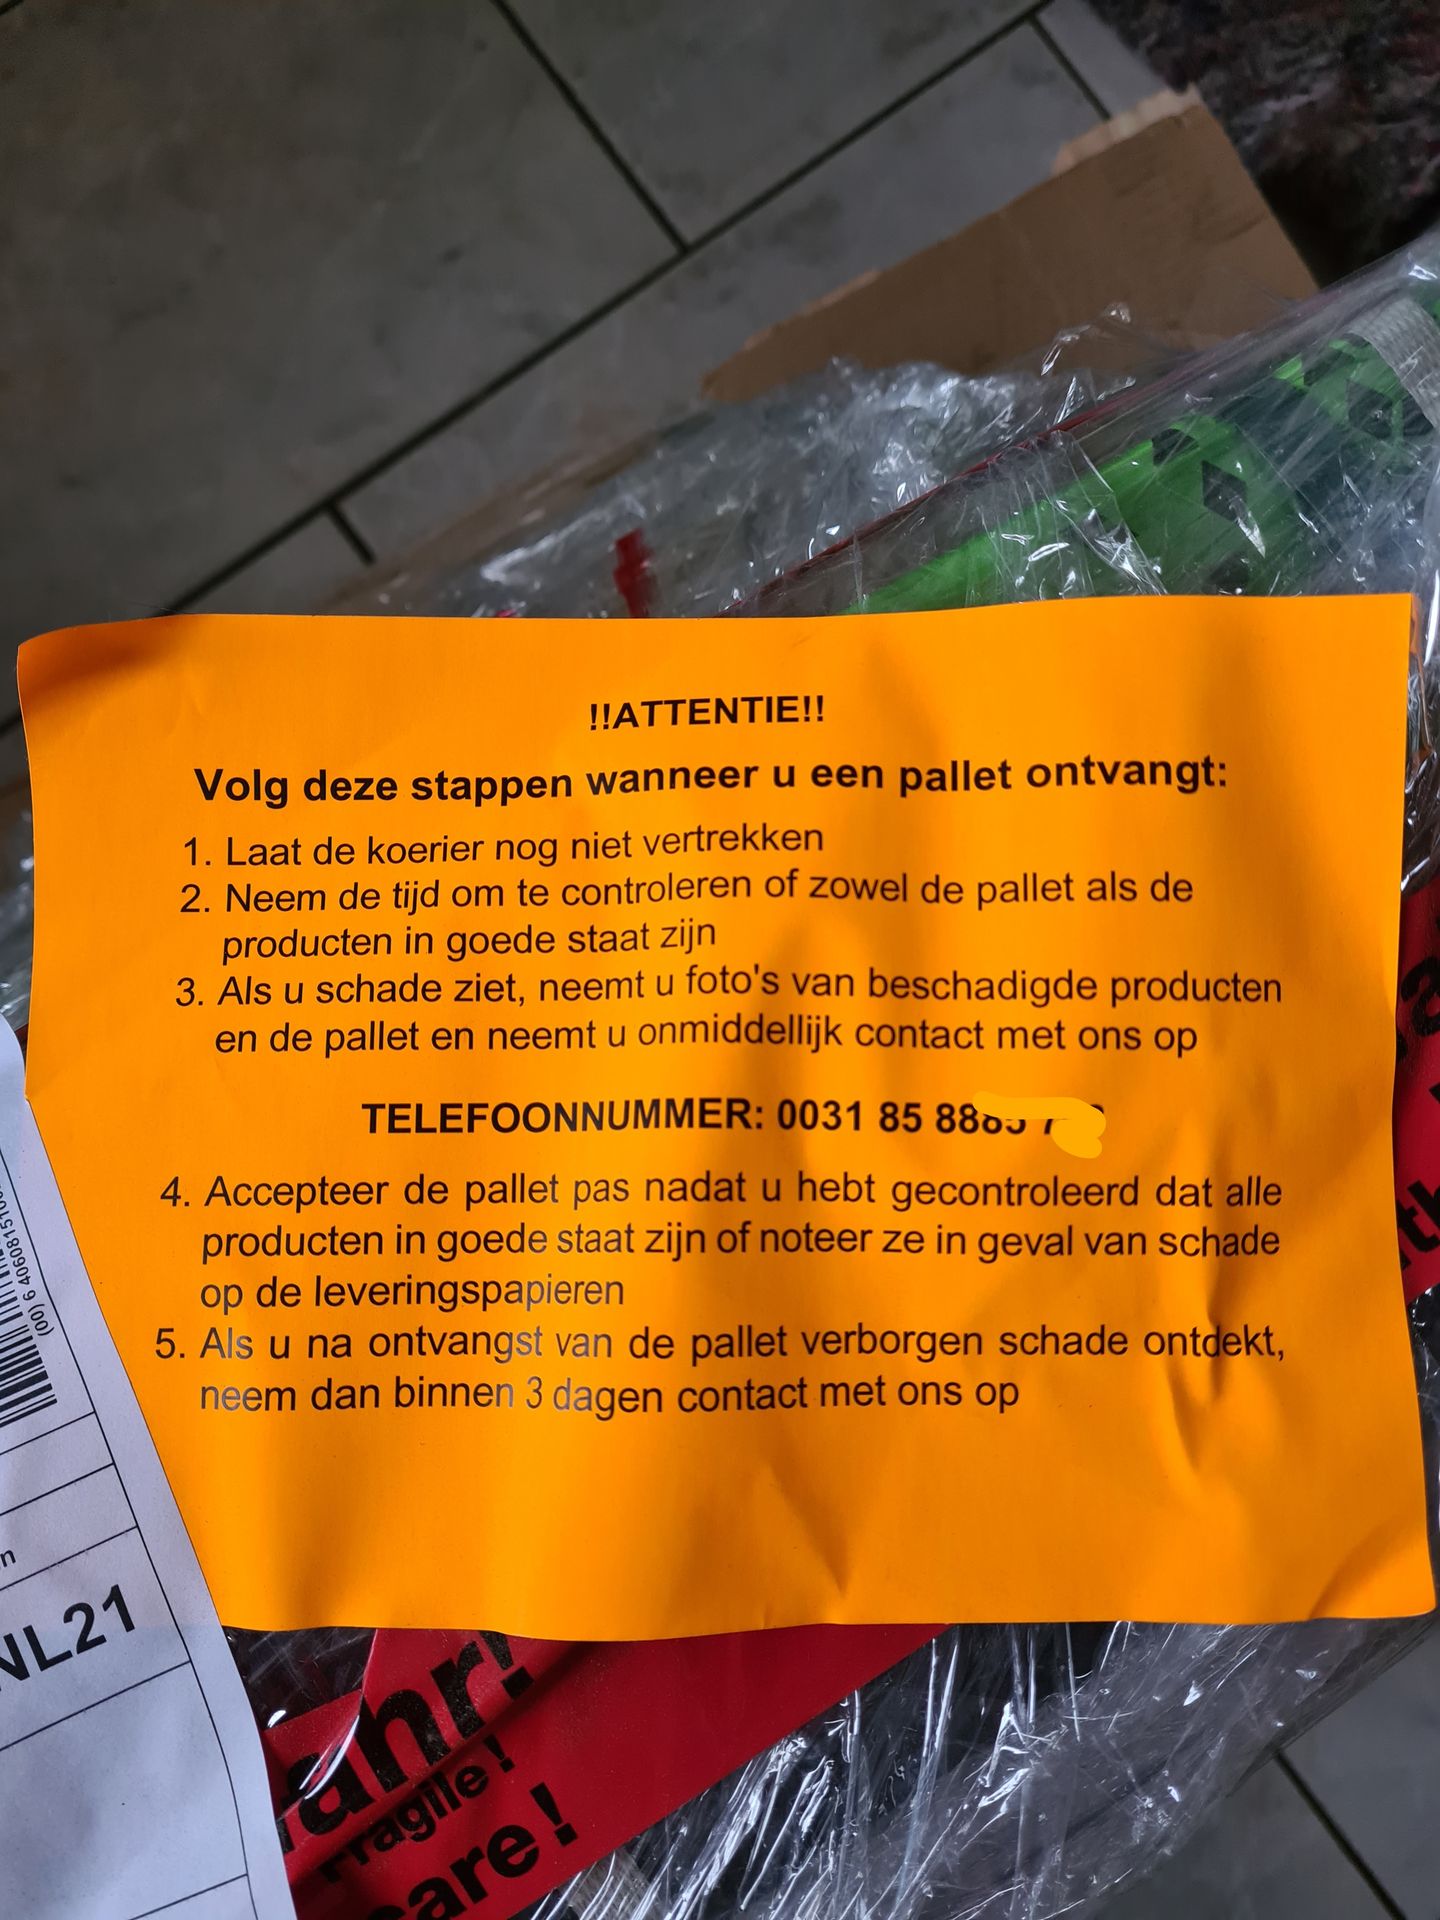 !!ATTENTIE!!
Volg deze stappen wanneer u een pallet ontvangt:
1. Laat de koerier nog niet vertrekken
2. Neem de tijd om te controleren of zowel de pallet als de
producten in goede staat zijn
3. Als u schade ziet, neemt u foto's van beschadigde producten
en de pallet en neemt u onmiddellijk contact met ons op
TELEFOONNUMMER: 0031 85
4. Accepteer de pallet pas nadat u hebt gecontroleerd dat alle
producten in goede staat zijn of noteer ze in geval van schade
op de leveringspapieren
5. Als u na ontvangst van de pallet verborgen schade ontdekt,
neem dan binnen 3 dagen contact met ons op
NL21
Fragile!